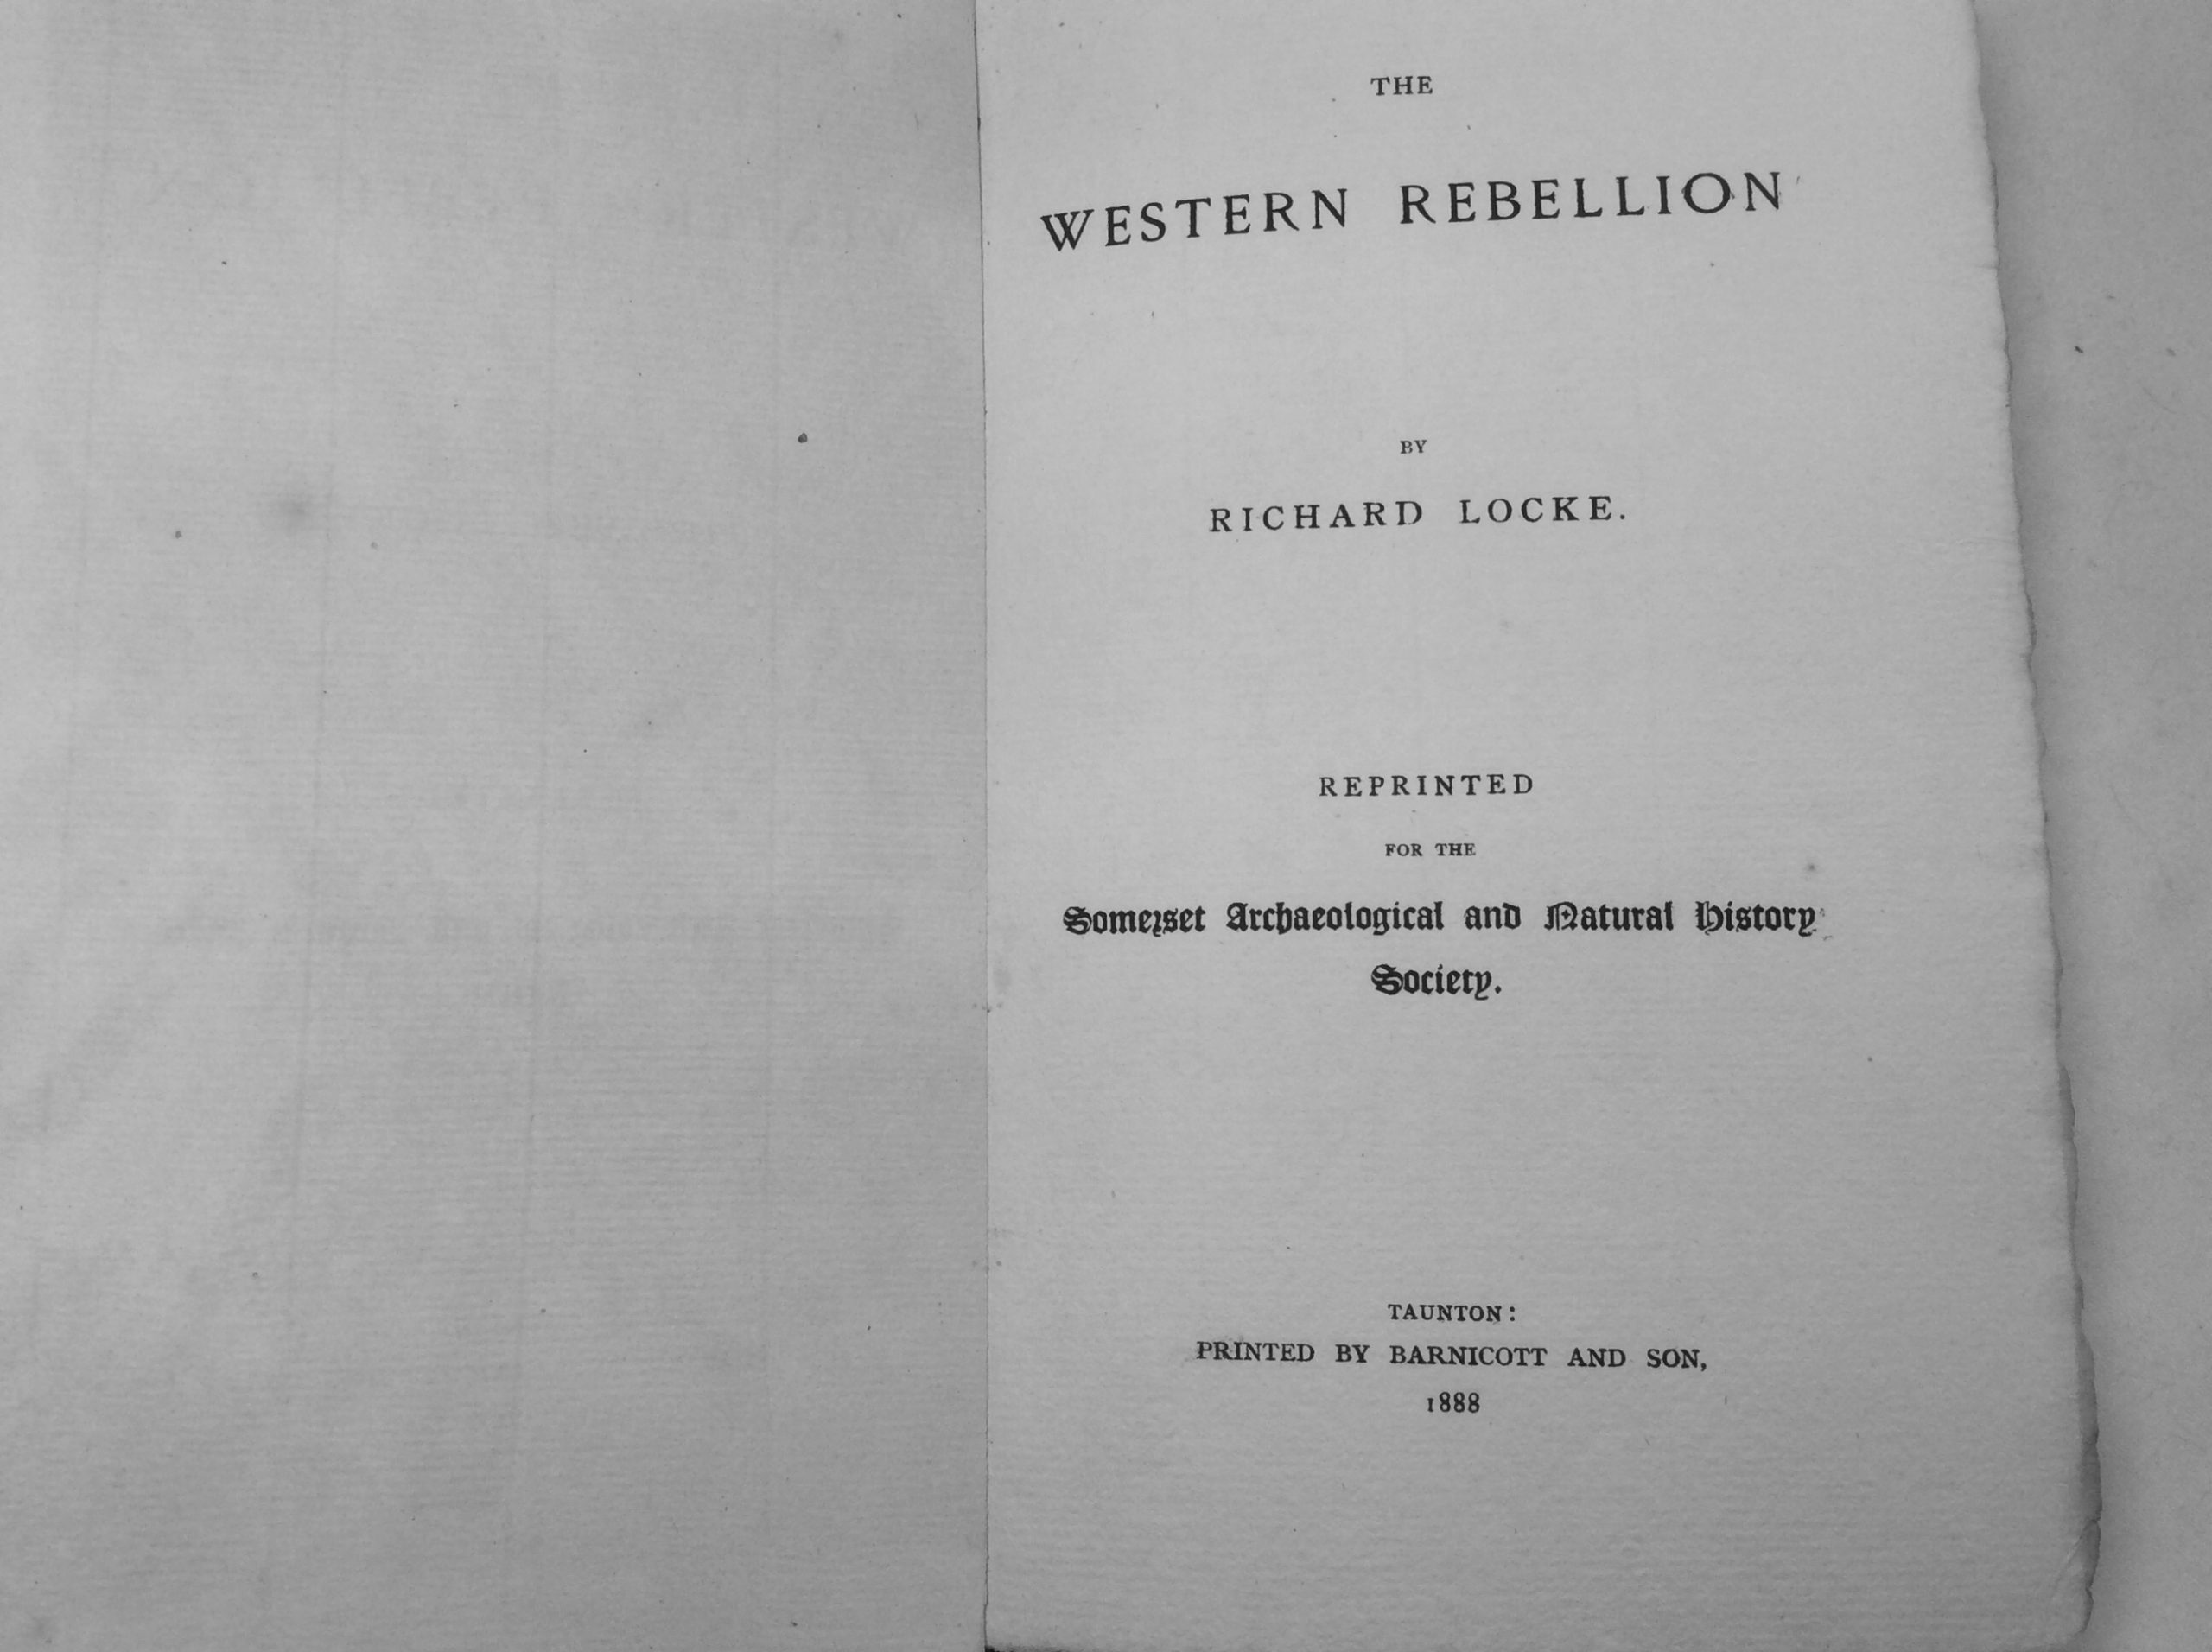 THE
WESTERN REBELLION
BY
RICHARD LOCKE.
REPRINTED
FOR THE
Somerset Archaeological and Natural History
Society.
TAUNTON:
PRINTED BY BARNICOTT AND SON,
1888